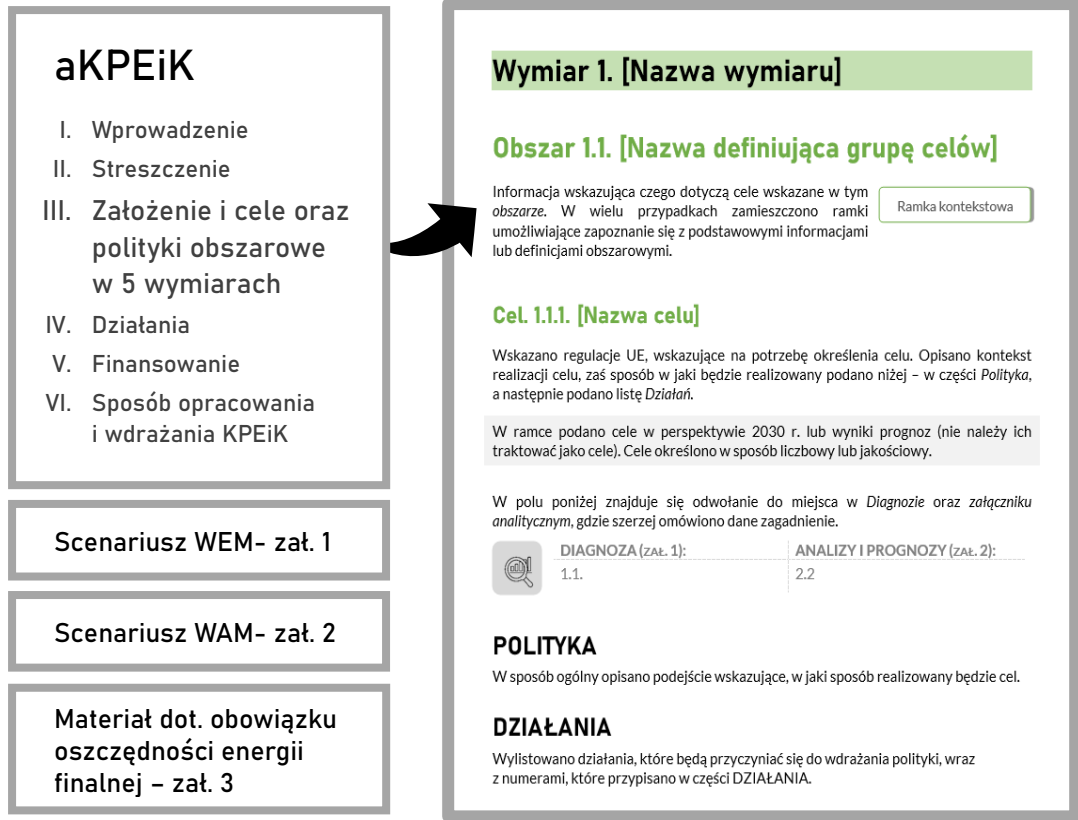 aKPEiK
I. Wprowadzenie
II. Streszczenie
III. Założenie i cele oraz
polityki obszarowe
w 5 wymiarach
IV. Działania
V. Finansowanie
VI. Sposób opracowania
i wdrażania KPEiK
Scenariusz WEM- zał. 1
Scenariusz WAM- zał. 2
Materiał dot. obowiązku
oszczędności energii
finalnej – zał. 3
Wymiar 1. [Nazwa wymiaru]
Obszar 1.1. [Nazwa definiująca grupę celów]
Informacja wskazująca czego dotyczą cele wskazane w tym
obszarze. W wielu przypadkach zamieszczono ramki
umożliwiające zapoznanie się z podstawowymi informacjami
lub definicjami obszarowymi.
Ramka kontekstowa
Cel. 1.1.1. [Nazwa celu]
Wskazano regulacje UE, wskazujące na potrzebę określenia celu. Opisano kontekst
realizacji celu, zaś sposób w jaki będzie realizowany podano niżej – w części Polityka,
a następnie podano listę Działań.
W ramce podano cele w perspektywie 2030 r. lub wyniki prognoz (nie należy ich
traktować jako cele). Cele określono w sposób liczbowy lub jakościowy.
W polu poniżej znajduje się odwołanie do miejsca w Diagnozie oraz załączniku
analitycznym, gdzie szerzej omówiono dane zagadnienie.
DIAGNOZA (ZAŁ. 1): ANALIZY I PROGNOZY (ZAŁ. 2):
1.1. 2.2
POLITYKA
W sposób ogólny opisano podejście wskazujące, w jaki sposób realizowany będzie cel.
DZIAŁANIA
Wylistowano działania, które będą przyczyniać się do wdrażania polityki, wraz
z numerami, które przypisano w części DZIAŁANIA.